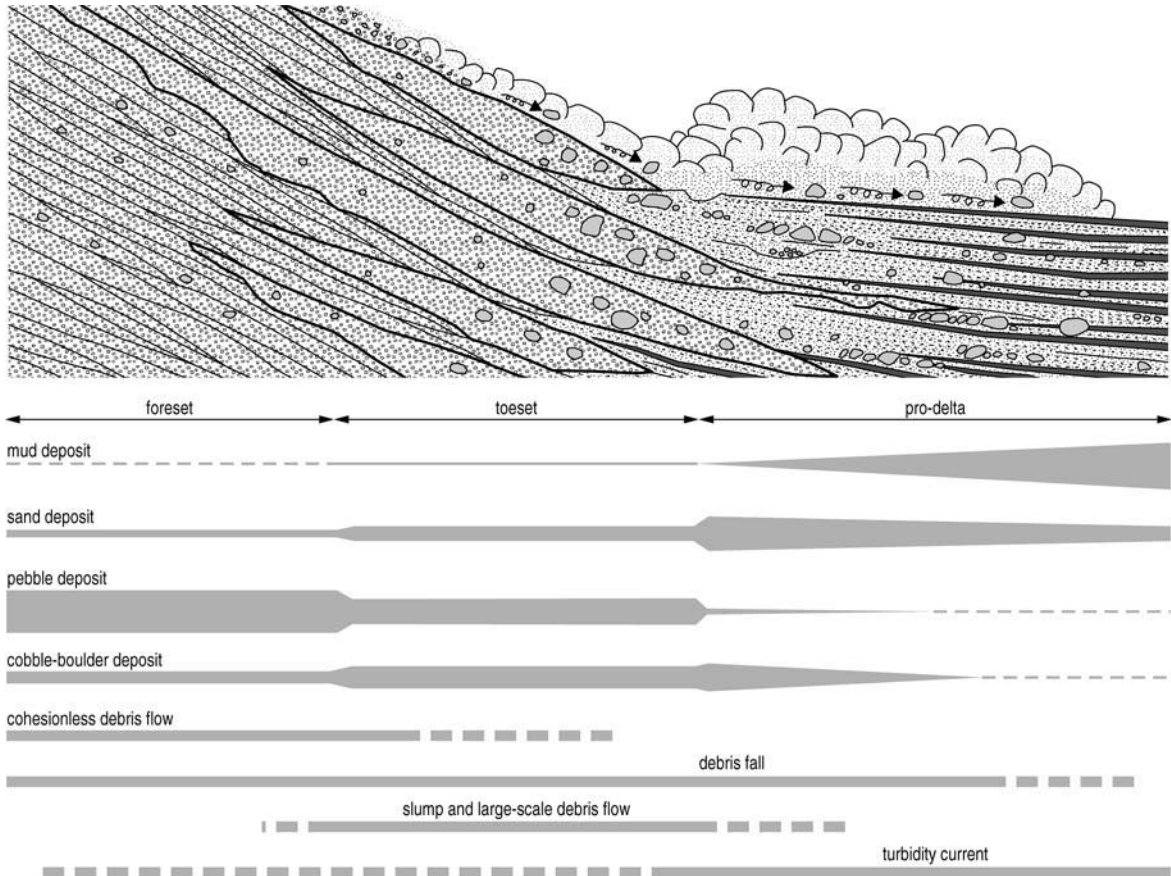 foreset
toeset
pro-delta
mud deposit
sand deposit
pebble deposit
cobble-boulder deposit
cohesionless debris flow
debris fall
slump and large-scale debris flow
turbidity current